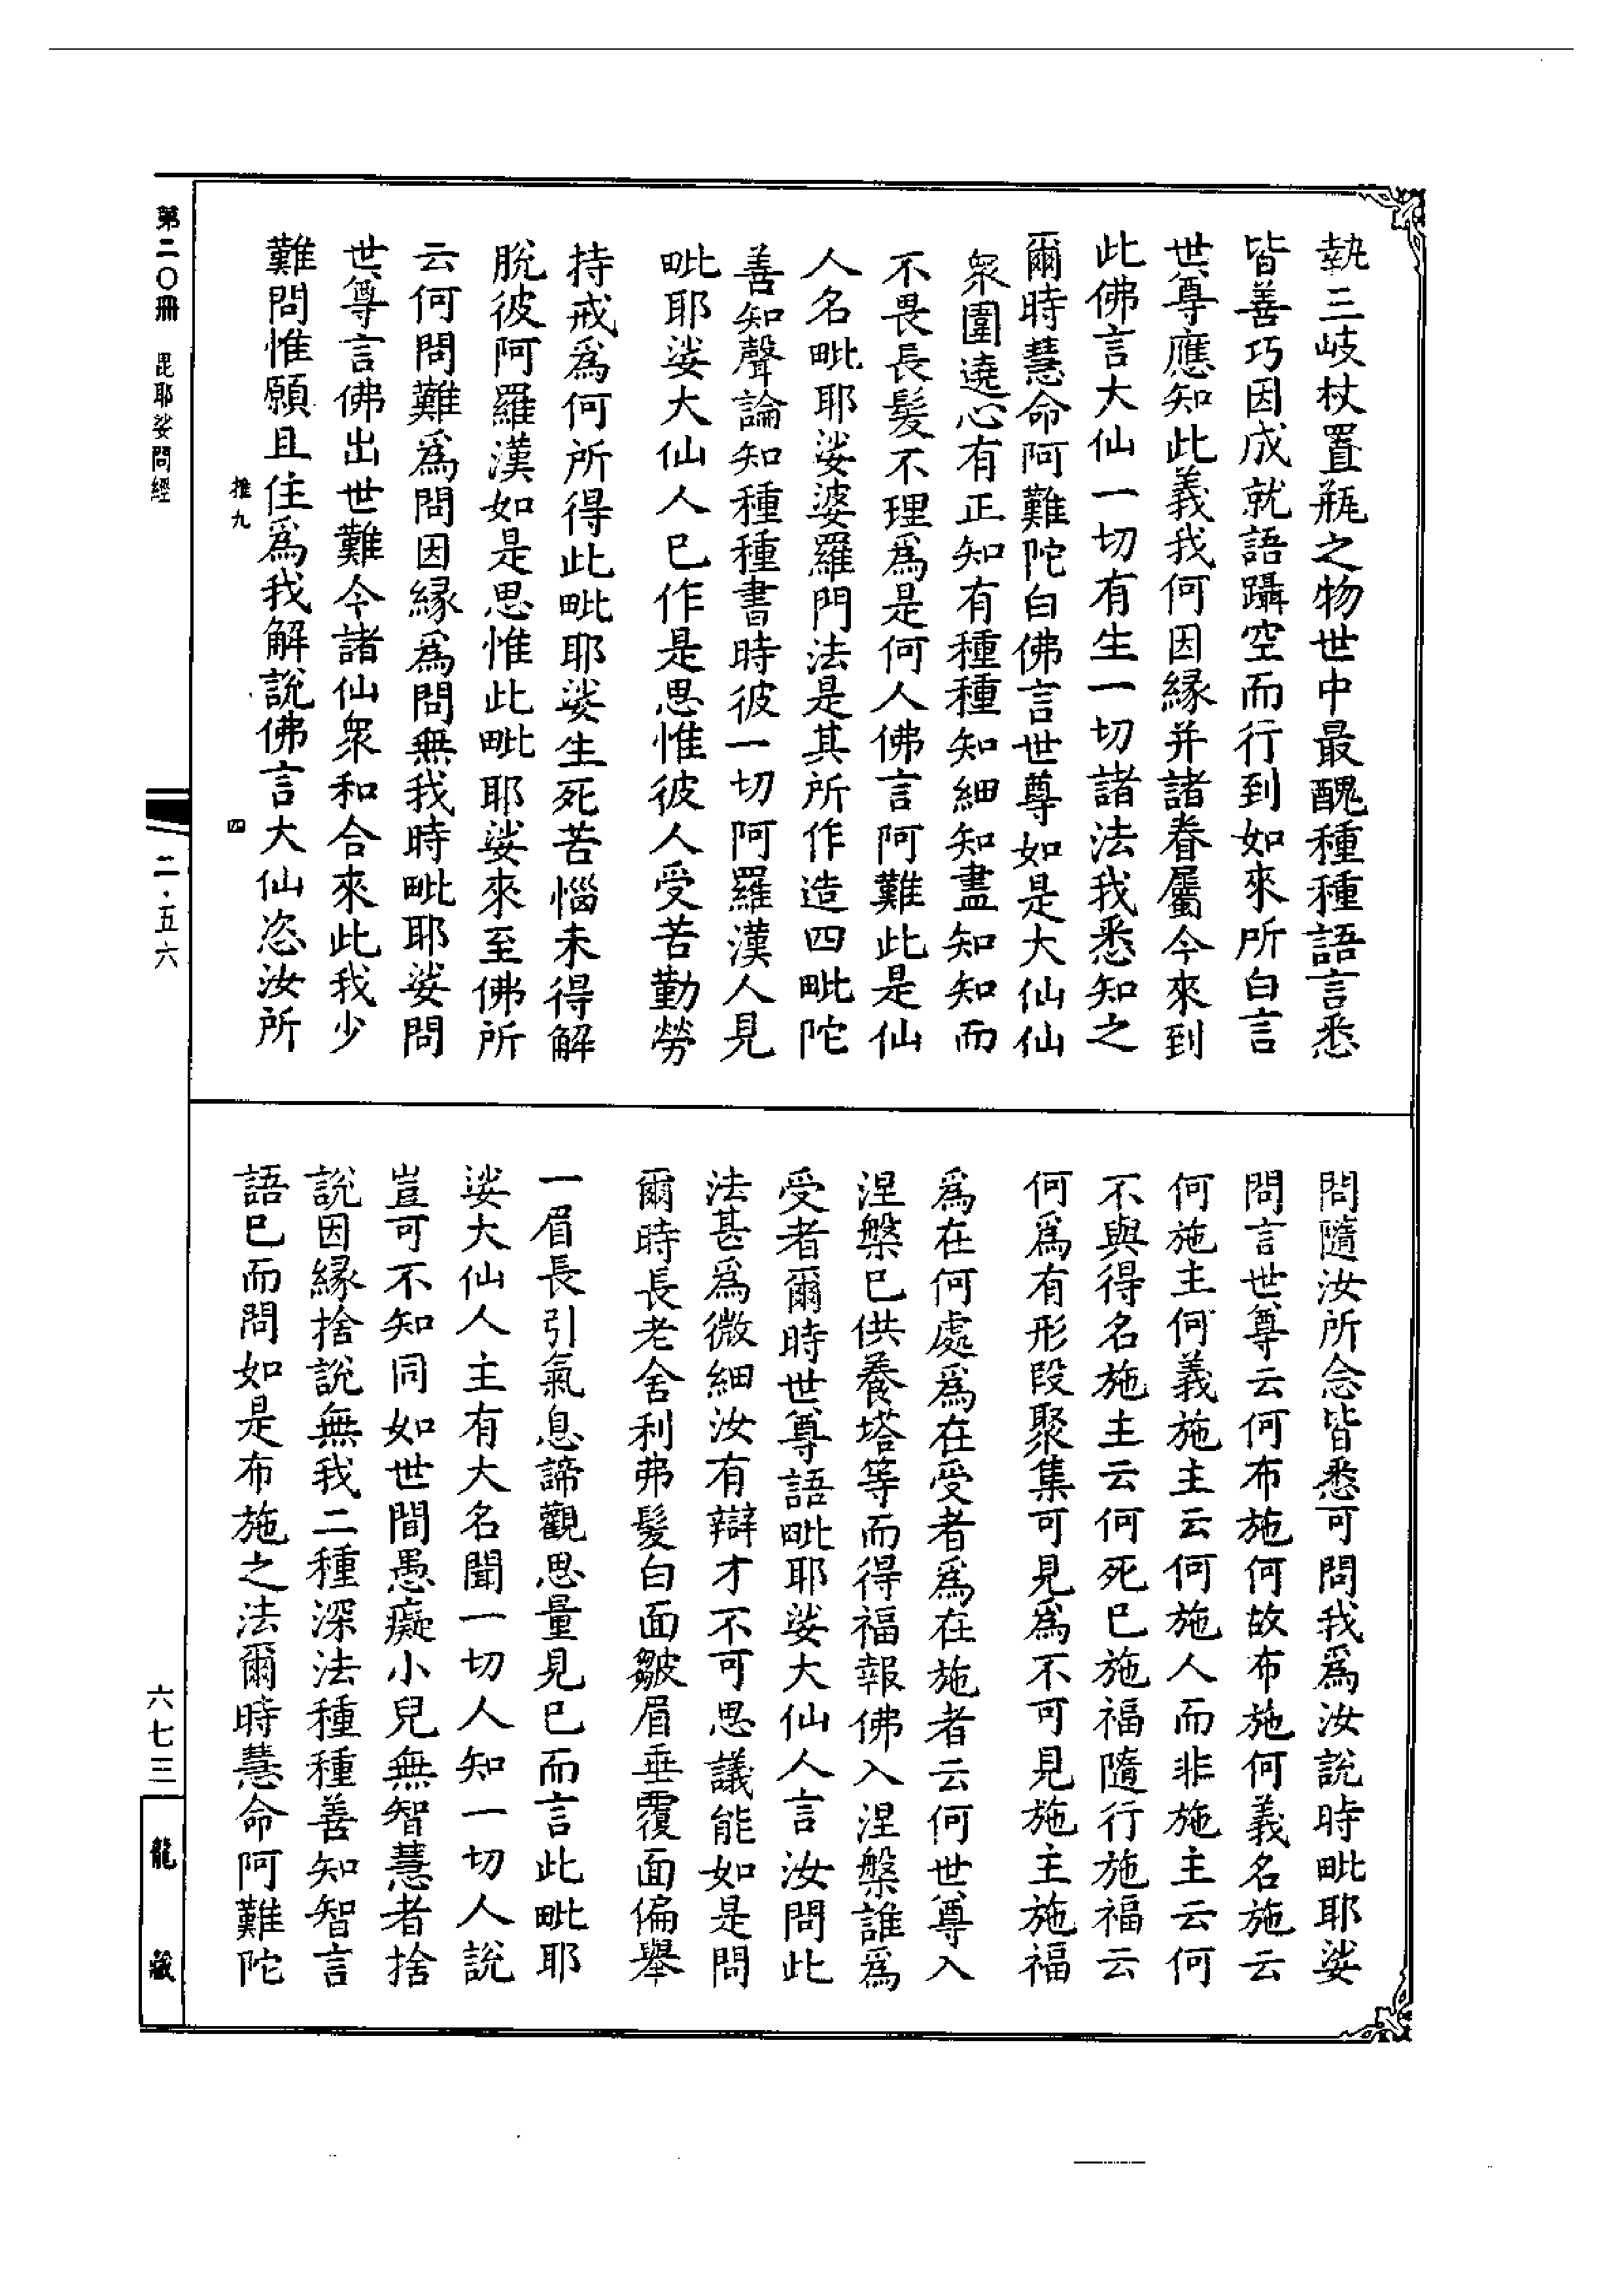 執三岐杖置瓶之物世中最醜種種語言悉
皆善巧因成就語躡空而行到如來所白言
世尊應知此義我何因緣并諸眷屬今來到
此佛言大仙一切有生一切諸法我悉知之
爾時慧命阿難陀白佛言世尊如是大仙仙
眾圍遶心有正知有種種知細知盡知知而
不畏長髮不理爲是何人佛言阿難此是仙
人名毗耶娑婆羅門法是其所作造四毗陀
善知聲論知種種書時彼一切阿羅漢人見
毗耶娑大仙人已作是思惟彼人受苦勤勞
持戒爲何所得此毗耶娑生死苦惱未得解
脫彼阿羅漢如是思惟此毗耶娑來至佛所
云何問難爲問因緣爲問無我時毗耶娑問
世尊言佛出世難今諸仙眾和合來此我少
難問惟願且住爲我解說佛言大仙恣汝所
推九
四
問隨汝所念皆悉可問我爲汝說時毗耶娑
問言世尊云何布施何故布施何義名施云
何施主何義施主云何施人而非施主云何
不與得名施主云何死已施福隨行施福云
何爲有形段聚集可見爲不可見施主施福
爲在何處爲在受者爲在施者云何世尊入
涅槃已供養塔等而得福報佛入涅槃誰爲
受者爾時世尊語毗耶娑大仙人言汝問此
法甚爲微細汝有辯才不可思議能如是問
爾時長老舍利弗髮白面皺眉垂覆面偏舉
一眉長引氣息諦觀思量見已而言此毗耶
娑大仙人主有大名聞一切人知一切人說
豈可不知同如世間愚癡小兒無智慧者捨
說因緣捨說無我二種深法種種善知智言
語已而問如是布施之法爾時慧命阿難陀
第二〇冊 毘耶娑問經
二·五六
六七三
龍藏